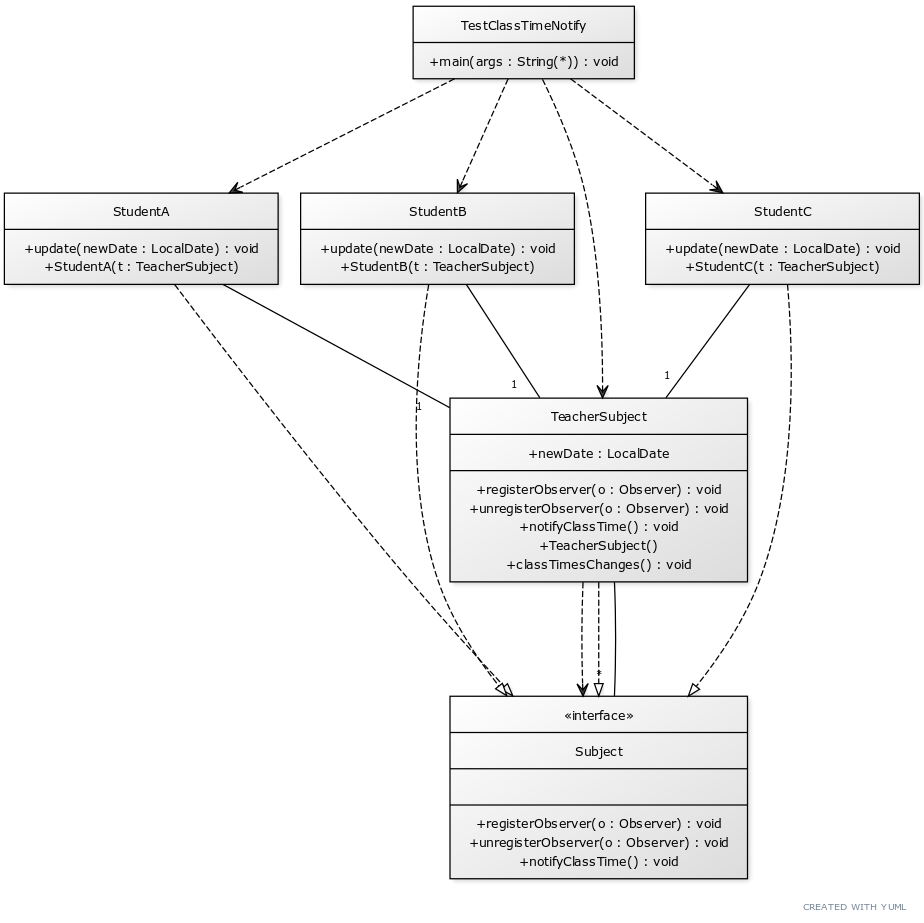 TestClassTimeNotify
+main(args : String(*)) : void
StudentA
+update(newDate : LocalDate) : void
+StudentA(t : TeacherSubject)
StudentB
+update(newDate : LocalDate) : void
+StudentB(t : TeacherSubject)
StudentC
+update(newDate : LocalDate) : void
+StudentC(t : TeacherSubject)
1
1
1
TeacherSubject
+newDate : LocalDate
+registerObserver(o : Observer) : void
+unregisterObserver(o : Observer) : void
+notifyClassTime() : void
+TeacherSubject()
+classTimesChanges() : void
*
«interface»
Subject
+registerObserver(o : Observer) : void
+unregisterObserver(o : Observer) : void
+notifyClassTime() : void
CREATED WITH YUML